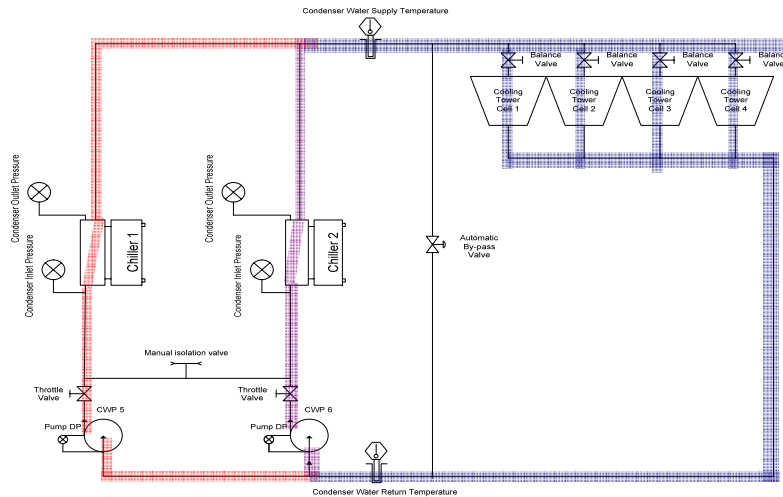 Condenser Water Supply Temperature
Balance
Valve
Balance
Valve
Balance
Valve
Balance
Valve
Cooling
Tower
Cell 1
Cooling
Tower
Cell 2
Cooling
Tower
Cell 3
Cooling
Tower
Cell 4
Condenser Outlet Pressure
Condenser Inlet Pressure
Chiller 1
Condenser Outlet Pressure
Condenser Inlet Pressure
Chiller 2
Automatic
By-pass
Valve
Manual isolation valve
Throttle
Valve
CWP 5
Pump DP
Throttle
Valve
CWP 6
Pump DP
Condenser Water Return Temperature